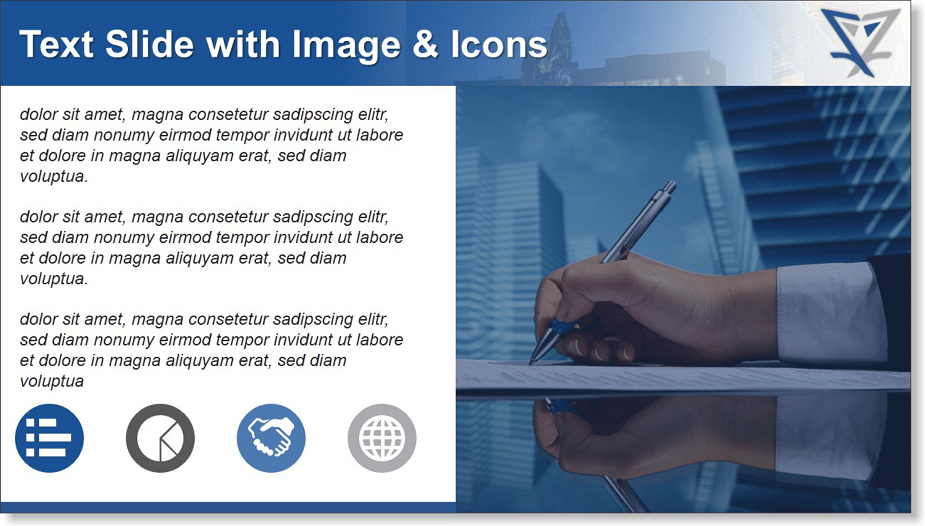 Text Slide with Image & Icons
dolor sit amet, magna consetetur sadipscing elitr,
sed diam nonumy eirmod tempor invidunt ut labore
et dolore in magna aliquyam erat, sed diam
voluptua.
dolor sit amet, magna consetetur sadipscing elitr,
sed diam nonumy eirmod tempor invidunt ut labore
et dolore in magna aliquyam erat, sed diam
voluptua.
dolor sit amet, magna consetetur sadipscing elitr,
sed diam nonumy eirmod tempor invidunt ut labore
et dolore in magna aliquyam erat, sed diam
voluptua